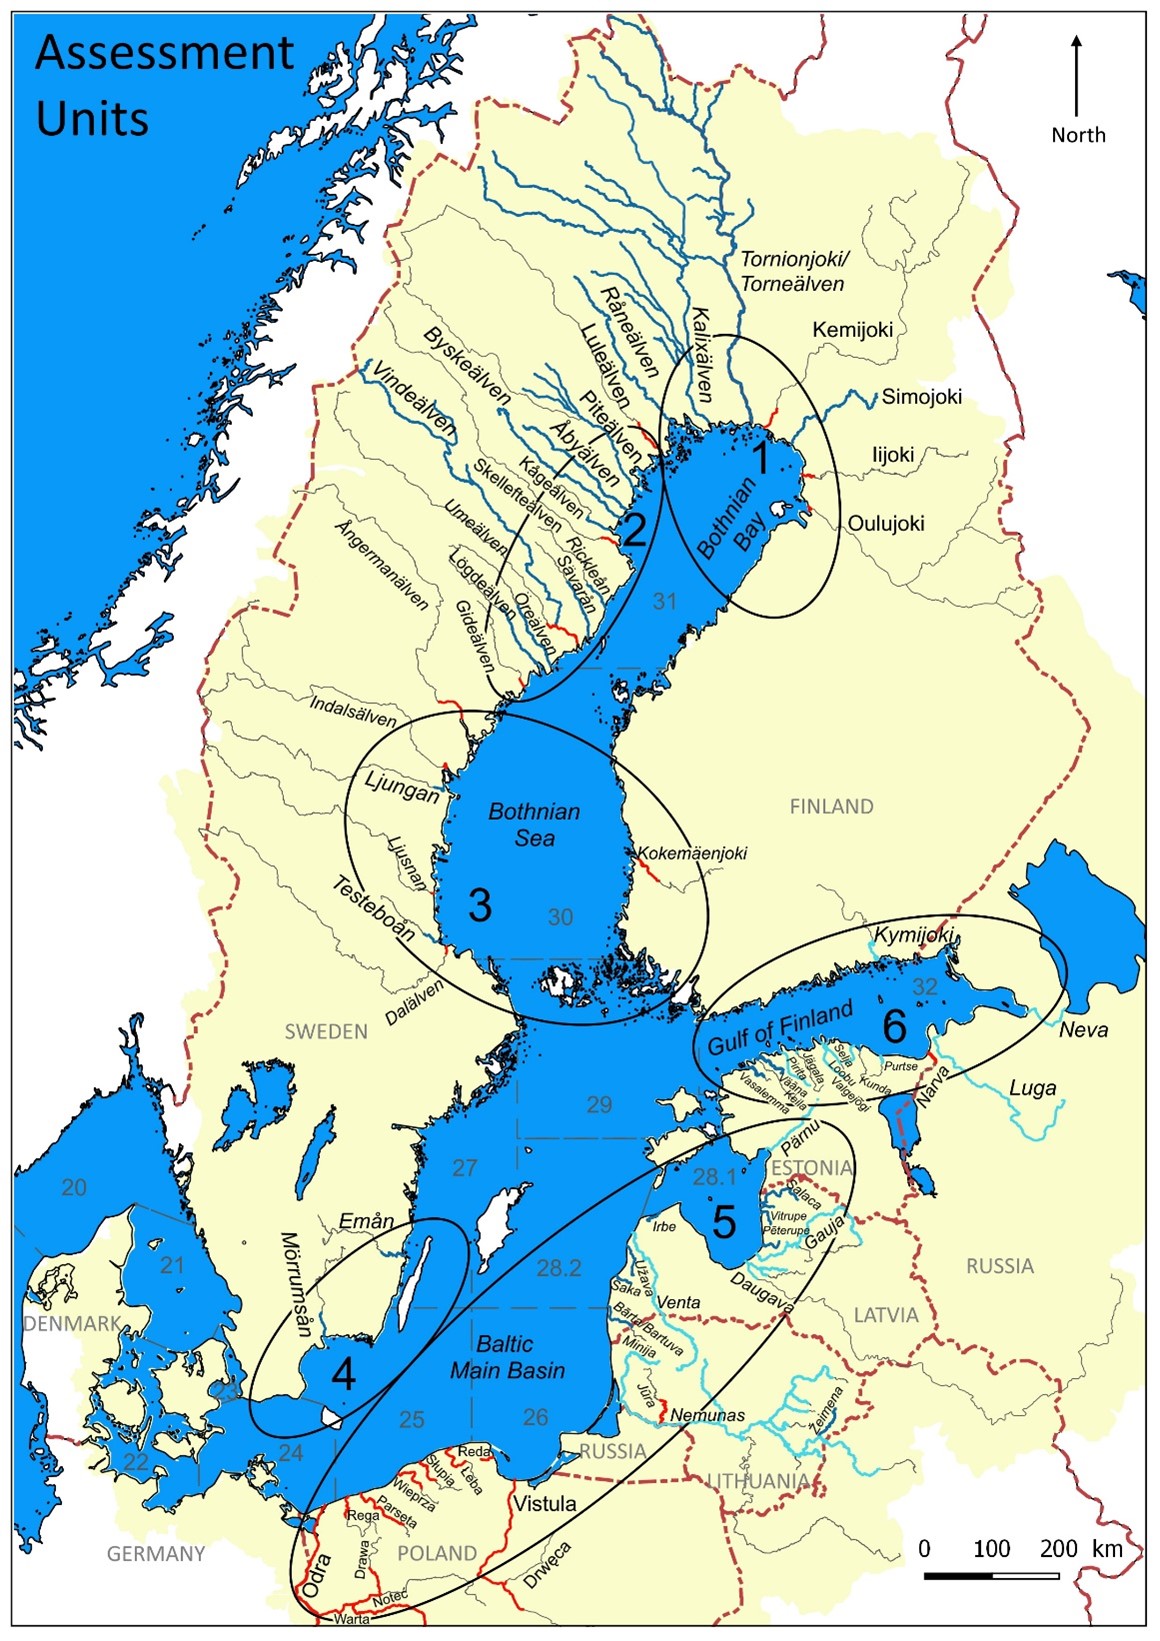 Assessment
Units
North
Tornionjoki/
Torneälven
Kalixälven
Råneälven
Luleälven
Kemijoki
Byskeälven
Vindeälven
Piteälven
Åbyälven
Simojoki
Iijoki
Oulujoki
1
Bothnian
Bay
Kågeälven
Skellefteälven
2
Umeälven
Rickleån
Sävarån
Ångermanälven
Lögdeälven
Öreälven
Gideälven
31
Indalsälven
Ljungan
Bothnian
Sea
FINLAND
Ljusnan
Kokemäenjoki
Testeboån
3
30
Kymijoki
Dalälven
32
SWEDEN
Gulf of Finland
6
Neva
Vasalemma
Keila
Vääna
Pirita
Jägala
Valgejõgi
Loobu
Selja
Kunda
Purtse
Narva
Luga
29
Pärnu
27
28.1
ESTONIA
20
5
Salaca
Vitrupe
Pēterupe
Gauja
Emån
Irbe
Mörrumsån
21
28.2
RUSSIA
Užava
Saka
Venta
Daugava
Bārta/Bartuva
LATVIA
DENMARK
Minija
Baltic
Main Basin
4
23
Jūra
25
26
Nemunas
Žeimena
24
22
RUSSIA
LITHUANIA
Reda
Łeba
Słupia
Wieprza
Parseta
Rega
Vistula
GERMANY
POLAND
Odra
Drawa
Drwęca
Notec
Warta
0 100 200 km